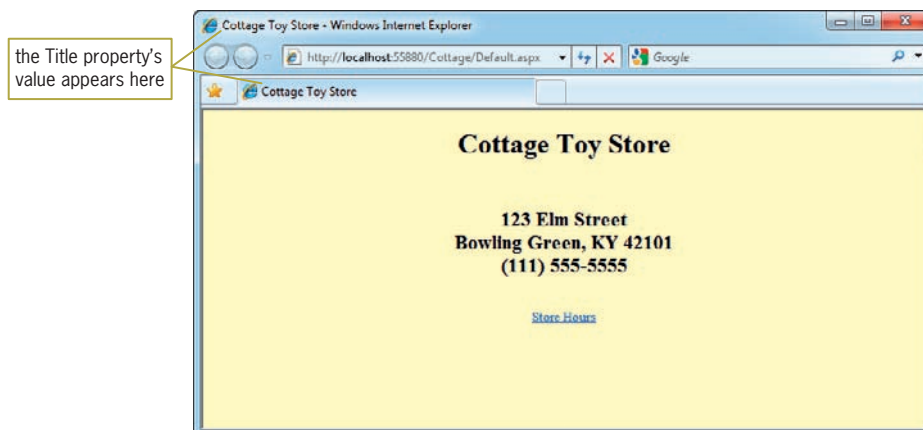 Cottage Toy Store - Windows Internet Explorer
the Title property's
value appears here
http://localhost:55880/Cottage/Default.aspx
Google
Cottage Toy Store
Cottage Toy Store
123 Elm Street
Bowling Green, KY 42101
(111) 555-5555
Store Hours